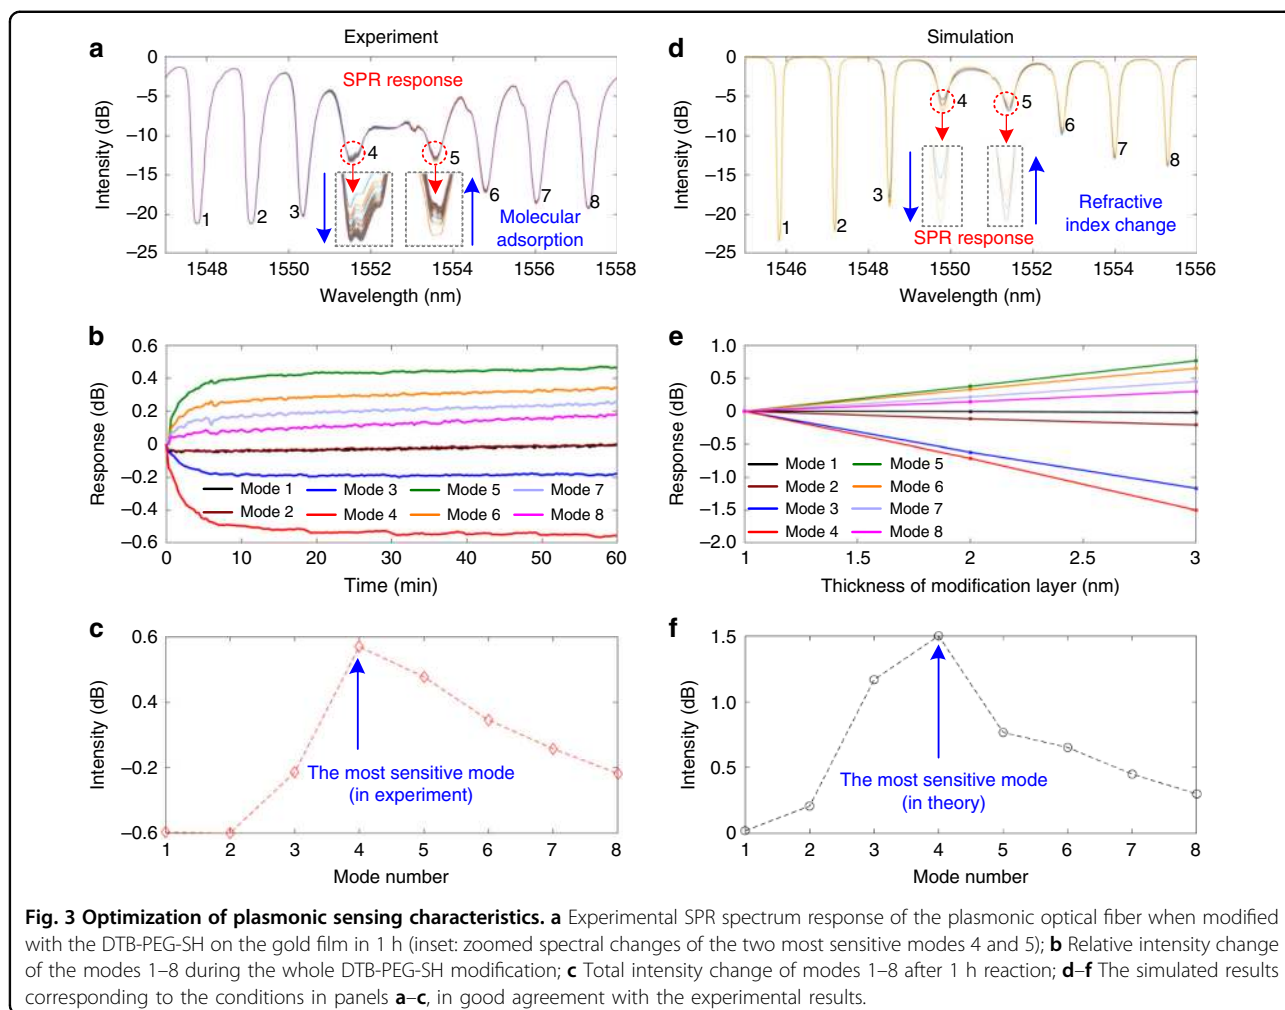 a
Experiment
SPR response
Intensity (dB)
0
–5
–10
–15
–20
–25
1
2
3
4
5
6
7
8
Molecular
adsorption
1548
1550
1552
1554
1556
1558
Wavelength (nm)
d
Simulation
Intensity (dB)
0
–5
–10
–15
–20
–25
1
2
3
4
5
6
7
8
SPR response
Refractive
index change
1546
1548
1550
1552
1554
1556
Wavelength (nm)
b
Response (dB)
0.6
0.4
0.2
0
–0.2
–0.4
–0.6
Mode 1
Mode 3
Mode 5
Mode 7
Mode 2
Mode 4
Mode 6
Mode 8
0
10
20
30
40
50
60
Time (min)
e
Response (dB)
1.0
0.5
0
–0.5
–1.0
–1.5
–2.0
Mode 1
Mode 5
Mode 2
Mode 6
Mode 3
Mode 7
Mode 4
Mode 8
1
1.5
2
2.5
3
Thickness of modification layer (nm)
c
Intensity (dB)
0.6
0.4
–0.2
–0.6
The most sensitive mode
(in experiment)
1
2
3
4
5
6
7
8
Mode number
f
Intensity (dB)
1.5
1.0
0.5
0
The most sensitive mode
(in theory)
1
2
3
4
5
6
7
8
Mode number
Fig. 3 Optimization of plasmonic sensing characteristics. a Experimental SPR spectrum response of the plasmonic optical fiber when modified
with the DTB-PEG-SH on the gold film in 1 h (inset: zoomed spectral changes of the two most sensitive modes 4 and 5); b Relative intensity change
of the modes 1–8 during the whole DTB-PEG-SH modification; c Total intensity change of modes 1–8 after 1 h reaction; d–f The simulated results
corresponding to the conditions in panels a–c, in good agreement with the experimental results.